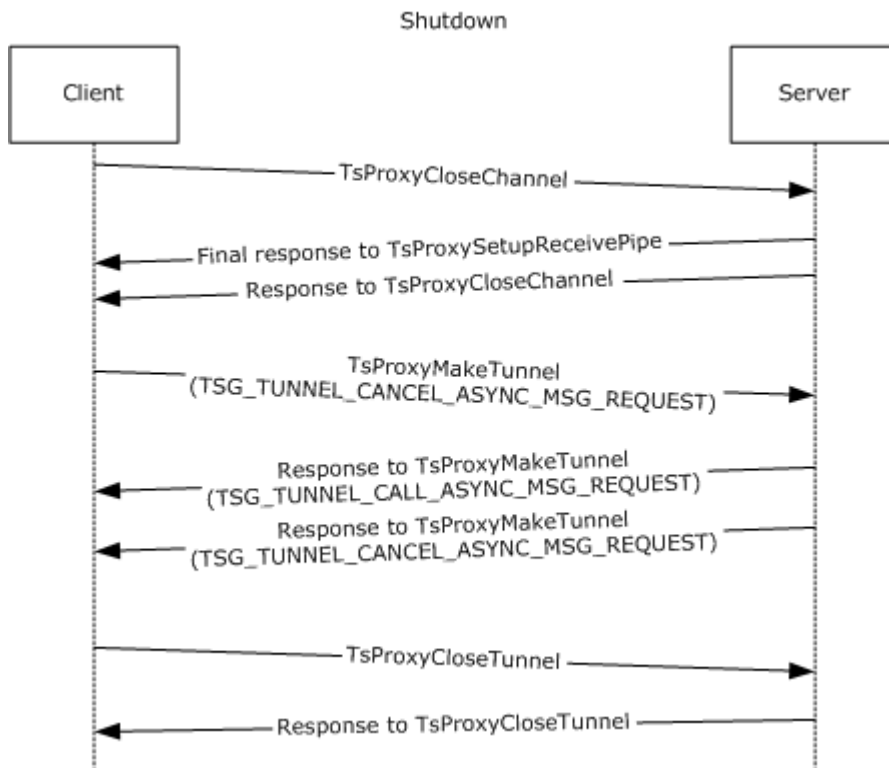 Shutdown
Client
Server
TsProxyCloseChannel
Final response to TsProxySetupReceivePipe
Response to TsProxyCloseChannel
TsProxyMakeTunnel
(TSG_TUNNEL_CANCEL_ASYNC_MSG_REQUEST)
Response to TsProxyMakeTunnel
(TSG_TUNNEL_CALL_ASYNC_MSG_REQUEST)
Response to TsProxyMakeTunnel
(TSG_TUNNEL_CANCEL_ASYNC_MSG_REQUEST)
TsProxyCloseTunnel
Response to TsProxyCloseTunnel